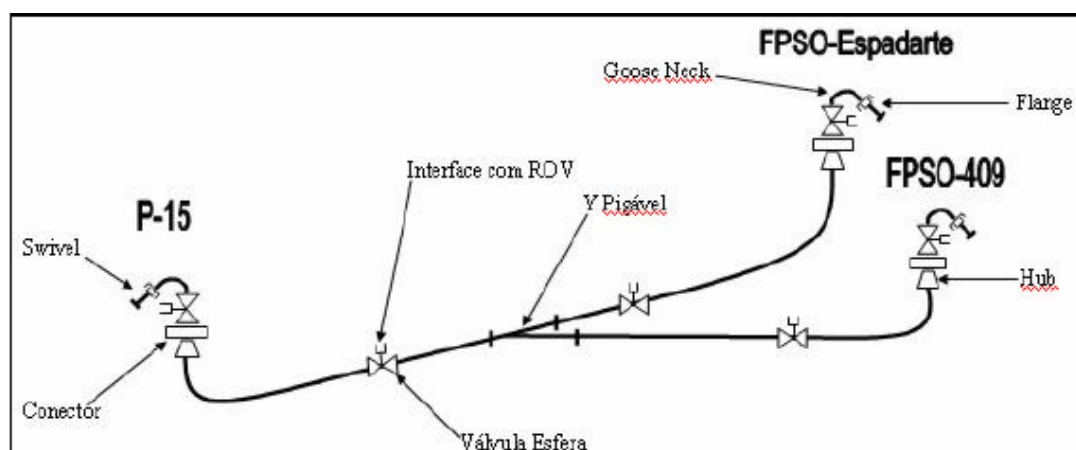 FPSO-Espadarte
Goose Neck
Flange
Interface com ROV
FPSO-409
Y Pigável
P-15
Swivel
Hub
Conector
Válvula Esfera